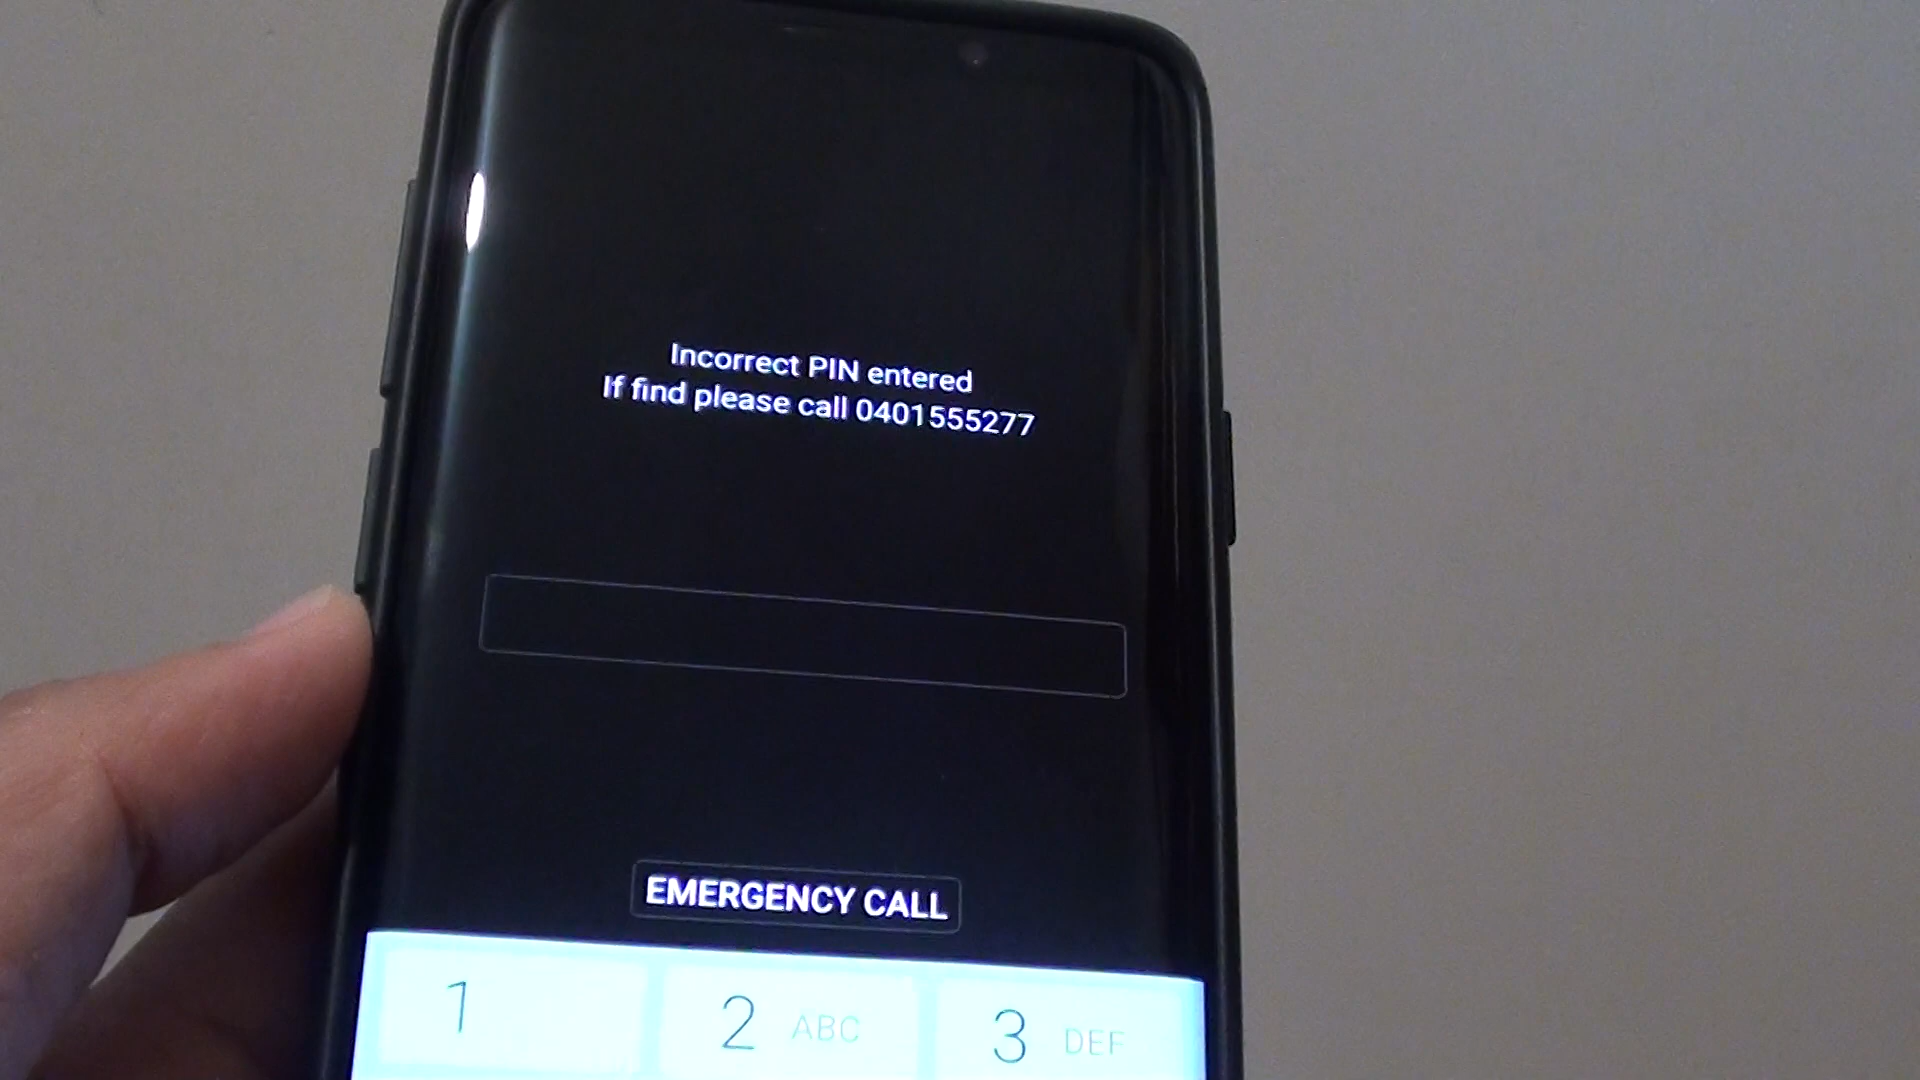 Incorrect PIN entered
If find please call 0401555277
EMERGENCY CALL
1
2 ABC
3 DEF